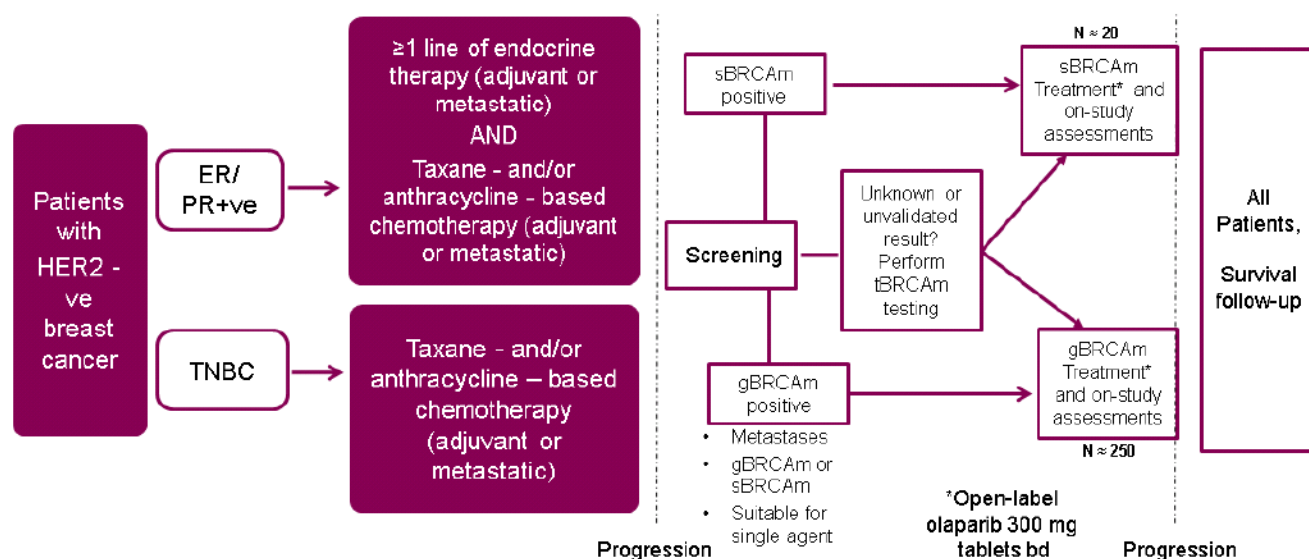 Patients
with
HER2 -
ve
breast
cancer
ER/
PR+ve
TNBC
≥1 line of endocrine
therapy (adjuvant or
metastatic)
AND
Taxane - and/or
anthracycline - based
chemotherapy (adjuvant
or metastatic)
Taxane - and/or
anthracycline – based
chemotherapy
(adjuvant or
metastatic)
Progression
sBRCAm
positive
Screening
gBRCAm
positive
• Metastases
• gBRCAm or
sBRCAm
• Suitable for
single agent
Unknown or
unvalidated
result?
Perform
tBRCAm
testing
N ≈ 20
sBRCAm
Treatment* and
on-study
assessments
gBRCAm
Treatment*
and on-study
assessments
N ≈ 250
*Open-label
olaparib 300 mg
tablets bd
Progression
All
Patients,
Survival
follow-up